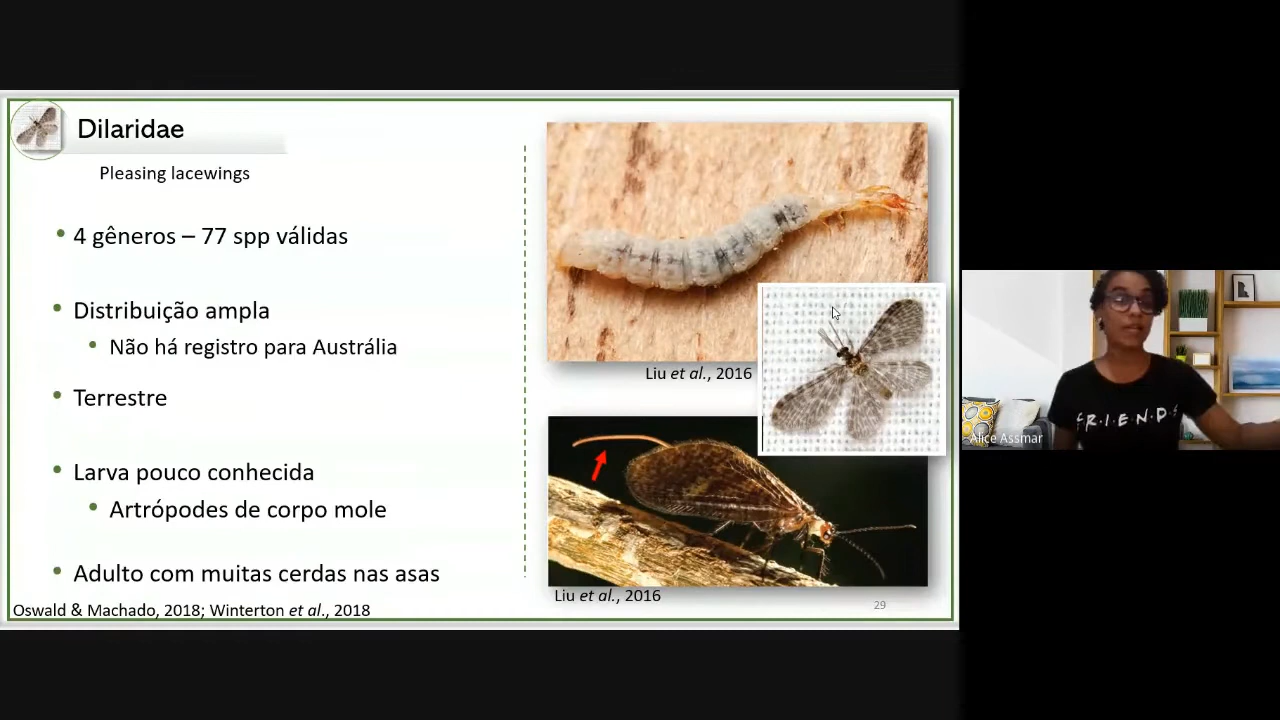 Dilaridae
Pleasing lacewings
• 4 gêneros – 77 spp válidas
• Distribuição ampla
• Não há registro para Austrália
• Terrestre
• Larva pouco conhecida
• Artrópodes de corpo mole
• Adulto com muitas cerdas nas asas
Oswald & Machado, 2018; Winterton et al., 2018
Liu et al., 2016
Liu et al., 2016
29
F.R.I.E.N.D.S
Alice Assmar